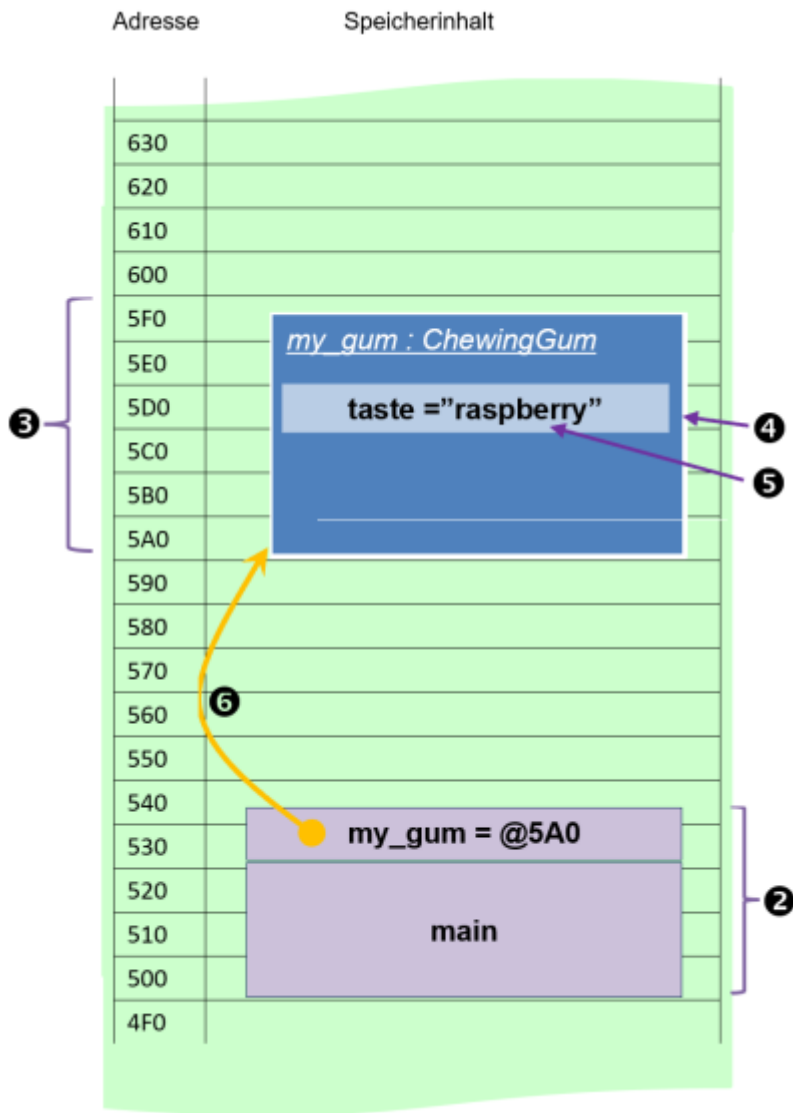 Adresse Speicherinhalt
630
620
610
600
5F0
my_gum : ChewingGum
5E0
5D0 taste =”raspberry”
❸ ❹
5C0
❺
5B0
5A0
590
580
570
❻
560
550
540
530 my_gum = @5A0
520
❷
510 main
500
4F0